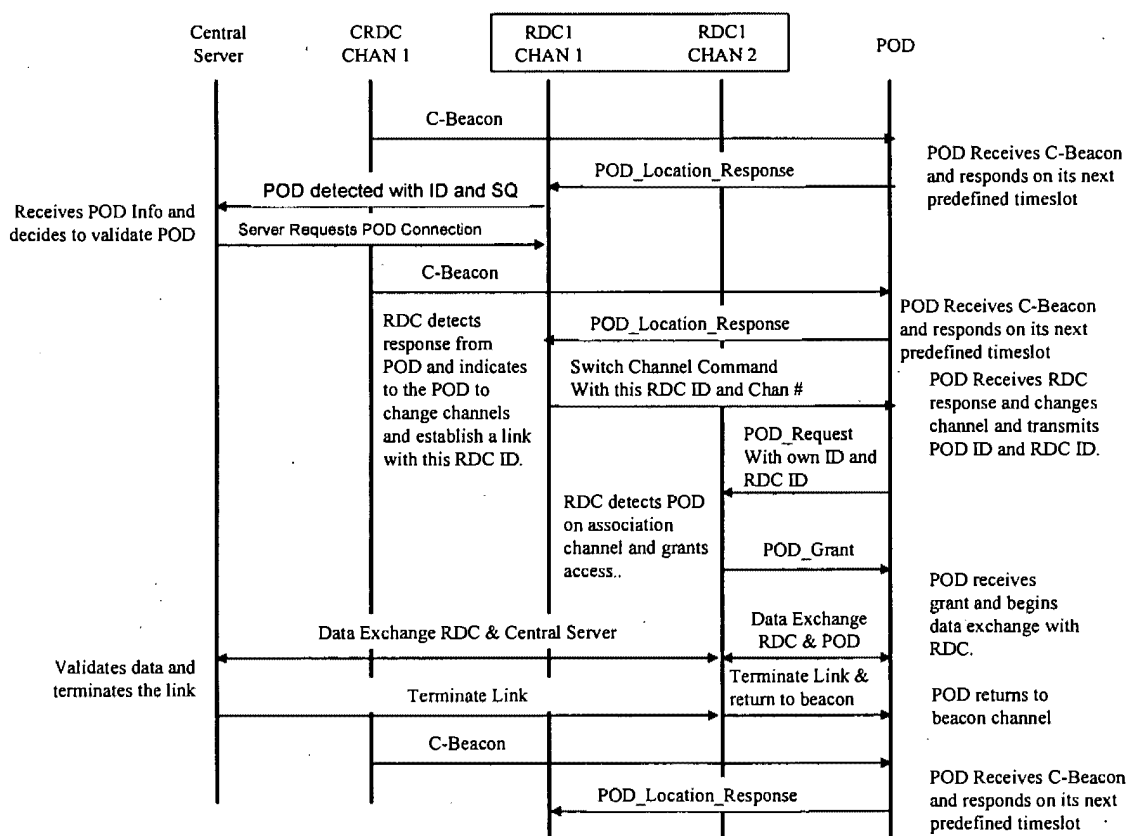 Central
Server
CRDC
CHAN 1
RDC1
CHAN 1
RDC1
CHAN 2
POD
C-Beacon
POD Receives C-Beacon
and responds on its next
predefined timeslot
POD_Location_Response
POD detected with ID and SQ
Receives POD Info and
decides to validate POD
Server Requests POD Connection
C-Beacon
POD Receives C-Beacon
and responds on its next
predefined timeslot
RDC detects
response from
POD and indicates
to the POD to
change channels
and establish a link
with this RDC ID.
POD_Location_Response
Switch Channel Command
With this RDC ID and Chan #
POD Receives RDC
response and changes
channel and transmits
POD ID and RDC ID.
POD_Request
With own ID and
RDC ID
RDC detects POD
on association
channel and grants
access..
POD_Grant
POD receives
grant and begins
data exchange with
RDC.
Data Exchange RDC & Central Server
Data Exchange
RDC & POD
Validates data and
terminates the link
Terminate Link
Terminate Link &
return to beacon
POD returns to
beacon channel
C-Beacon
POD Receives C-Beacon
and responds on its next
predefined timeslot
POD_Location_Response